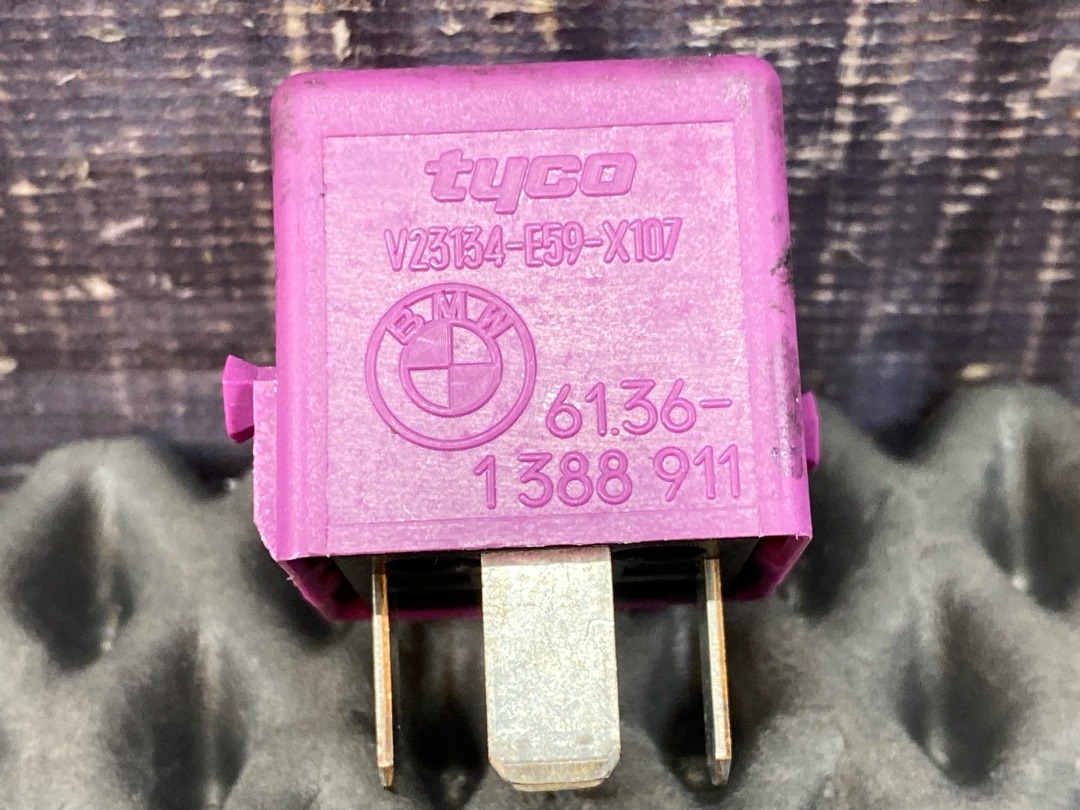 tyco
V23134-E59-X107
BMW
61.36-
1 388 911